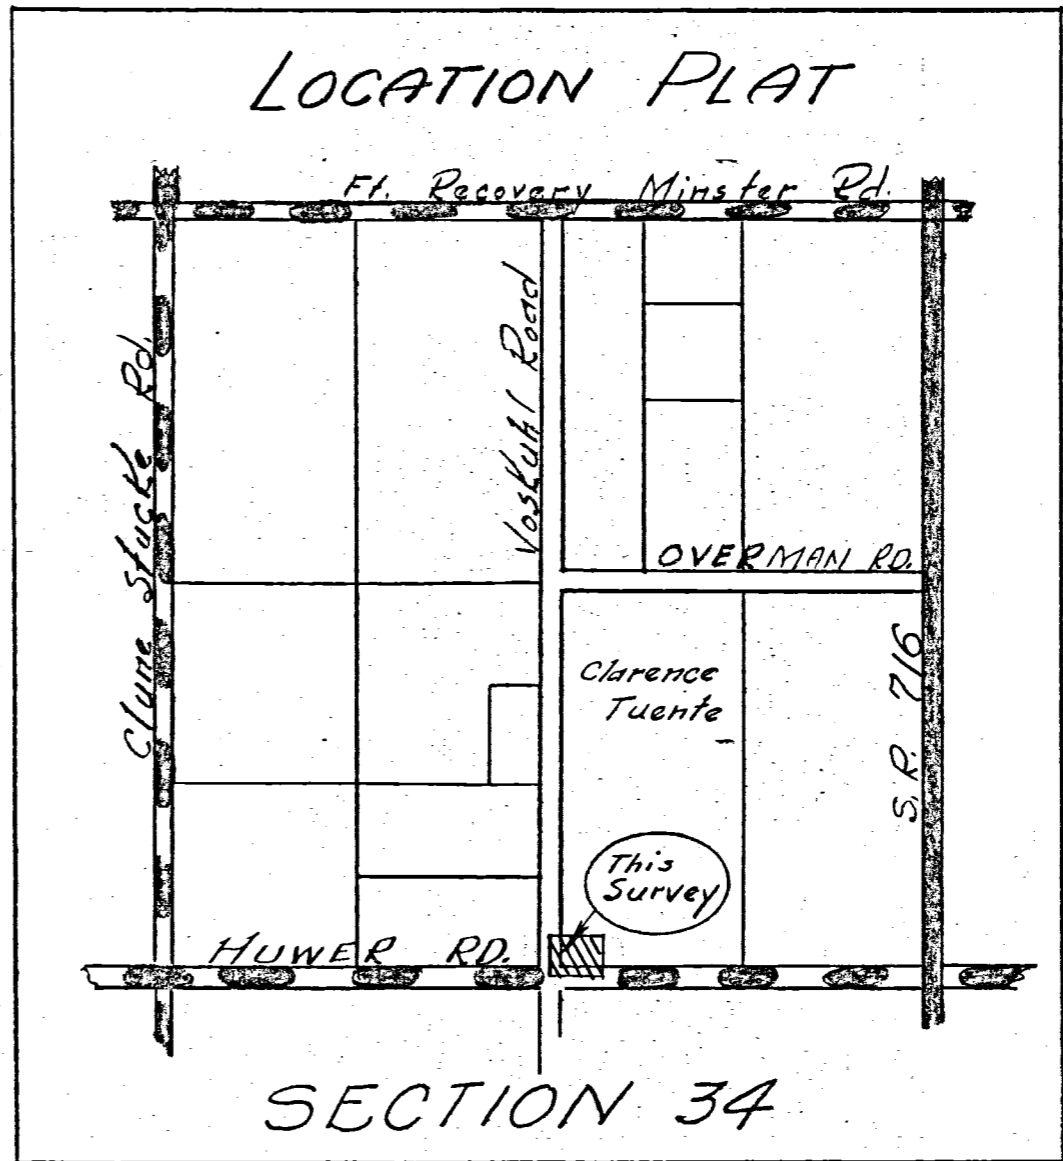 LOCATION PLAT
Ft. Recovery Minster Rd.
Clune Stucke Rd.
Voskuhl Road
OVERMAN RD.
Clarence
Tuente
S.R. 716
This
Survey
HUWER RD.
SECTION 34